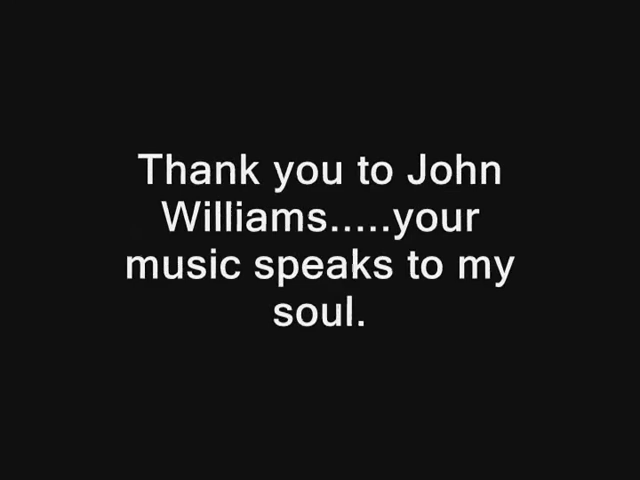 Thank you to John
Williams.....your
music speaks to my
soul.